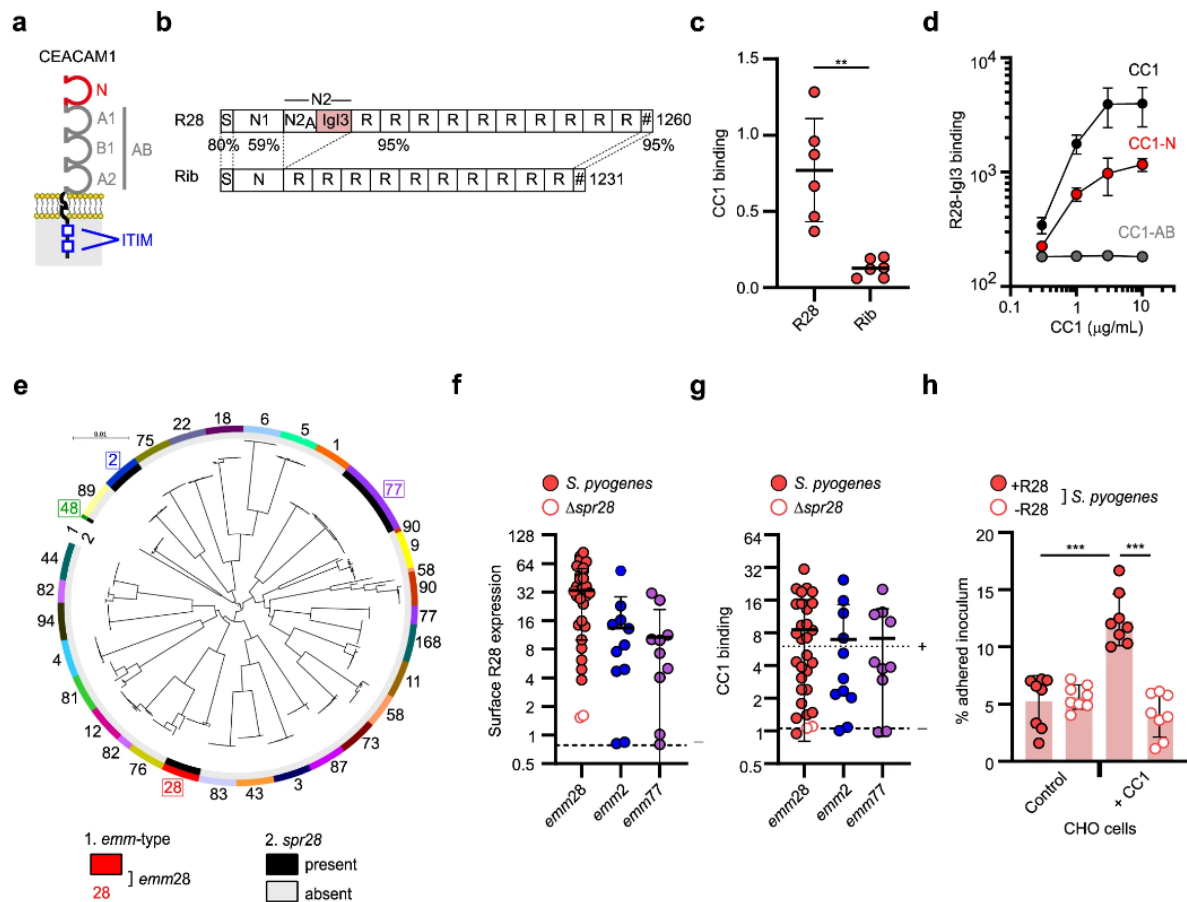 a
CEACAM1
N
A1
B1
AB
A2
ITIM
b
N2
R28 S N1 N2A IgI3 R R R R R R R R R R # 1260
80% 59% 95% 95%
Rib S N R R R R R R R R R R # 1231
c
CC1 binding
1.5
1.0
0.5
0.0
**
R28
Rib
d
R28-IgI3 binding
10^4
10^3
10^2
CC1
CC1-N
CC1-AB
0.1 1 10
CC1 (µg/mL)
e
0.01
18
6
5
1
77
90
9
58
90
77
168
11
58
73
87
3
43
83
28
76
82
12
81
4
94
82
44
1
2
48
89
2
75
22
1. emm-type
] emm28
28
2. spr28
present
absent
f
S. pyogenes
Δspr28
Surface R28 expression
128
64
32
16
8
4
2
1
0.5
–
emm28
emm2
emm77
g
S. pyogenes
Δspr28
CC1 binding
64
32
16
8
4
2
1
0.5
+
–
emm28
emm2
emm77
h
+R28
-R28
] S. pyogenes
% adhered inoculum
20
15
10
5
0
*** ***
Control
+ CC1
CHO cells